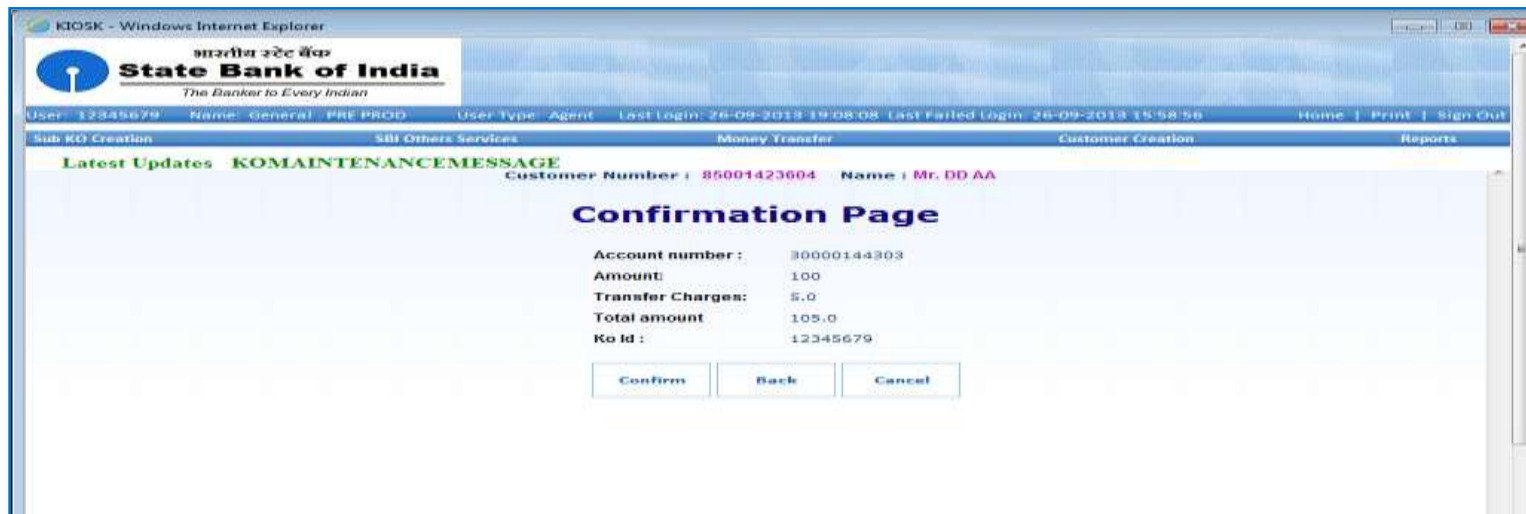 KIOSK - Windows Internet Explorer
भारतीय स्टेट बैंक
State Bank of India
The Banker to Every Indian
User: 12345679 Name: General PRE PROD User Type: Agent Last Login: 26-09-2013 19:08:08 Last Failed Login: 26-09-2013 15:58:56 Home | Print | Sign Out
Sub KO Creation SBI Others Services Money Transfer Customer Creation Reports
Latest Updates KOMAINTENANCEMESSAGE
Customer Number : 85001423604 Name : Mr. DD AA
Confirmation Page
Account number : 30000144303
Amount: 100
Transfer Charges: 5.0
Total amount 105.0
Ko Id : 12345679
Confirm Back Cancel